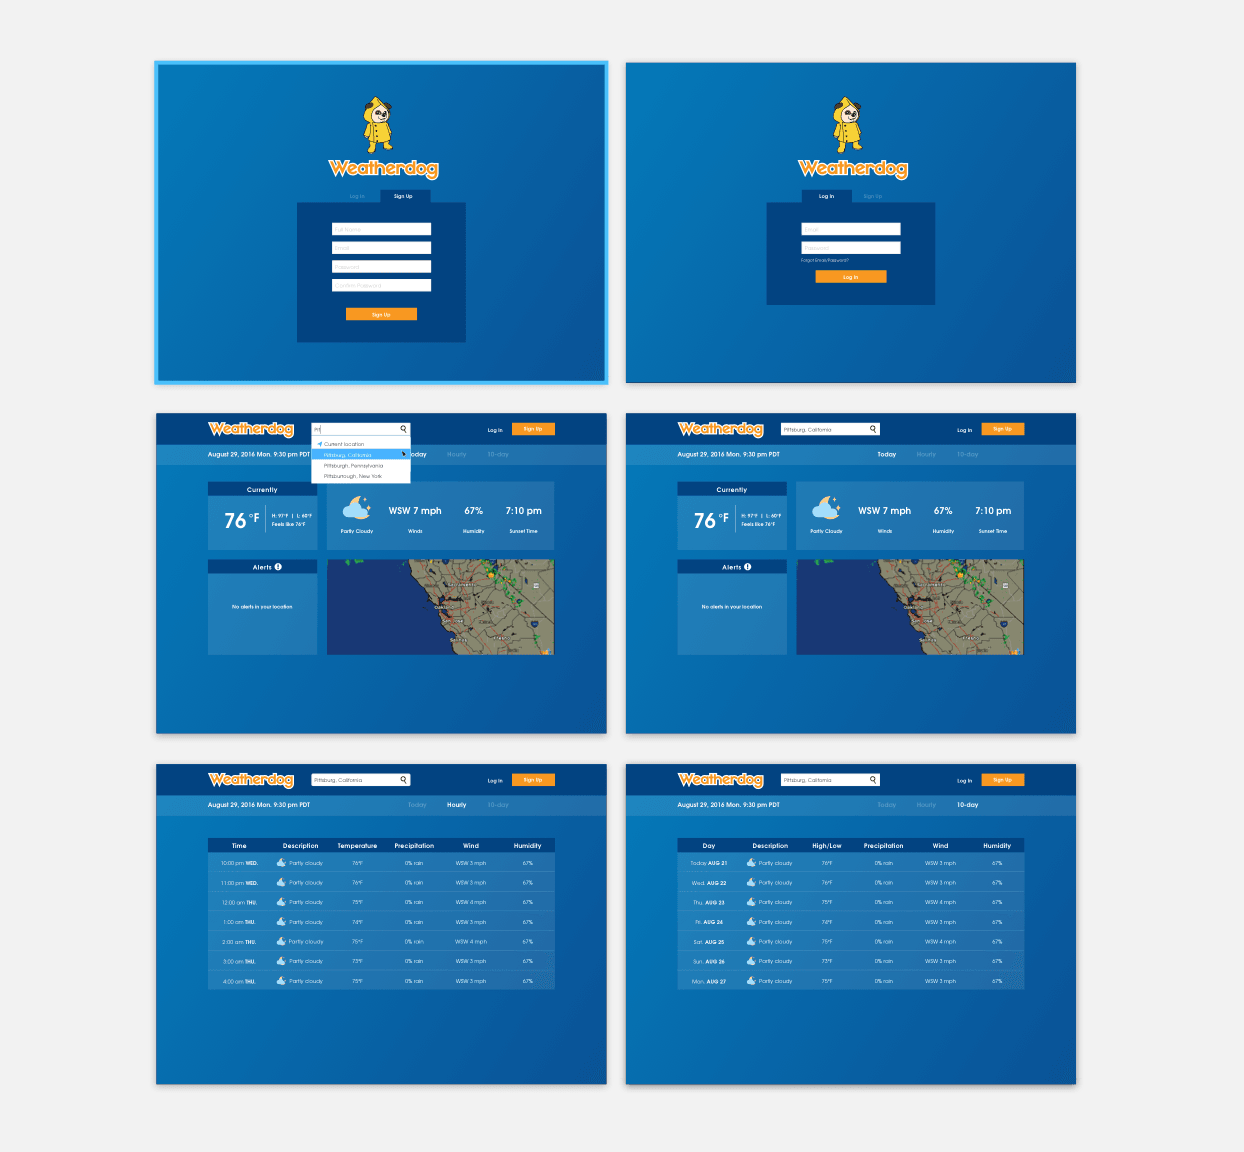 Weatherdog
Log In
Sign Up
Full Name
Email
Password
Confirm Password
Sign Up
Weatherdog
Log In
Sign Up
Email
Password
Forgot Email/Password?
Log In
Weatherdog
Pitt
Log In
Sign Up
Current location
Pittsburg, California
Pittsburgh, Pennsylvania
Pittsburrough, New York
August 29, 2016 Mon. 9:30 pm PDT
Today
Hourly
10-day
Currently
76 °F
H: 97°F | L: 60°F
Feels like 76°F
Partly Cloudy
WSW 7 mph
Winds
67%
Humidity
7:10 pm
Sunset Time
Alerts
No alerts in your location
Sacramento
Oakland
San Jose
Salinas
Fresno
Weatherdog
Pittsburg, California
Log In
Sign Up
August 29, 2016 Mon. 9:30 pm PDT
Today
Hourly
10-day
Currently
76 °F
H: 97°F | L: 60°F
Feels like 76°F
Partly Cloudy
WSW 7 mph
Winds
67%
Humidity
7:10 pm
Sunset Time
Alerts
No alerts in your location
Sacramento
Oakland
San Jose
Salinas
Fresno
Weatherdog
Pittsburg, California
Log In
Sign Up
August 29, 2016 Mon. 9:30 pm PDT
Today
Hourly
10-day
Time Description Temperature Precipitation Wind Humidity
10:00 pm WED. Partly cloudy 76°F 0% rain WSW 3 mph 67%
11:00 pm WED. Partly cloudy 76°F 0% rain WSW 3 mph 67%
12:00 am THU. Partly cloudy 75°F 0% rain WSW 4 mph 67%
1:00 am THU. Partly cloudy 74°F 0% rain WSW 3 mph 67%
2:00 am THU. Partly cloudy 75°F 0% rain WSW 4 mph 67%
3:00 am THU. Partly cloudy 73°F 0% rain WSW 3 mph 67%
4:00 am THU. Partly cloudy 75°F 0% rain WSW 3 mph 67%
Weatherdog
Pittsburg, California
Log In
Sign Up
August 29, 2016 Mon. 9:30 pm PDT
Today
Hourly
10-day
Day Description High/Low Precipitation Wind Humidity
Today AUG 21 Partly cloudy 76°F 0% rain WSW 3 mph 67%
Wed. AUG 22 Partly cloudy 76°F 0% rain WSW 3 mph 67%
Thu. AUG 23 Partly cloudy 75°F 0% rain WSW 4 mph 67%
Fri. AUG 24 Partly cloudy 74°F 0% rain WSW 3 mph 67%
Sat. AUG 25 Partly cloudy 75°F 0% rain WSW 4 mph 67%
Sun. AUG 26 Partly cloudy 73°F 0% rain WSW 3 mph 67%
Mon. AUG 27 Partly cloudy 75°F 0% rain WSW 3 mph 67%